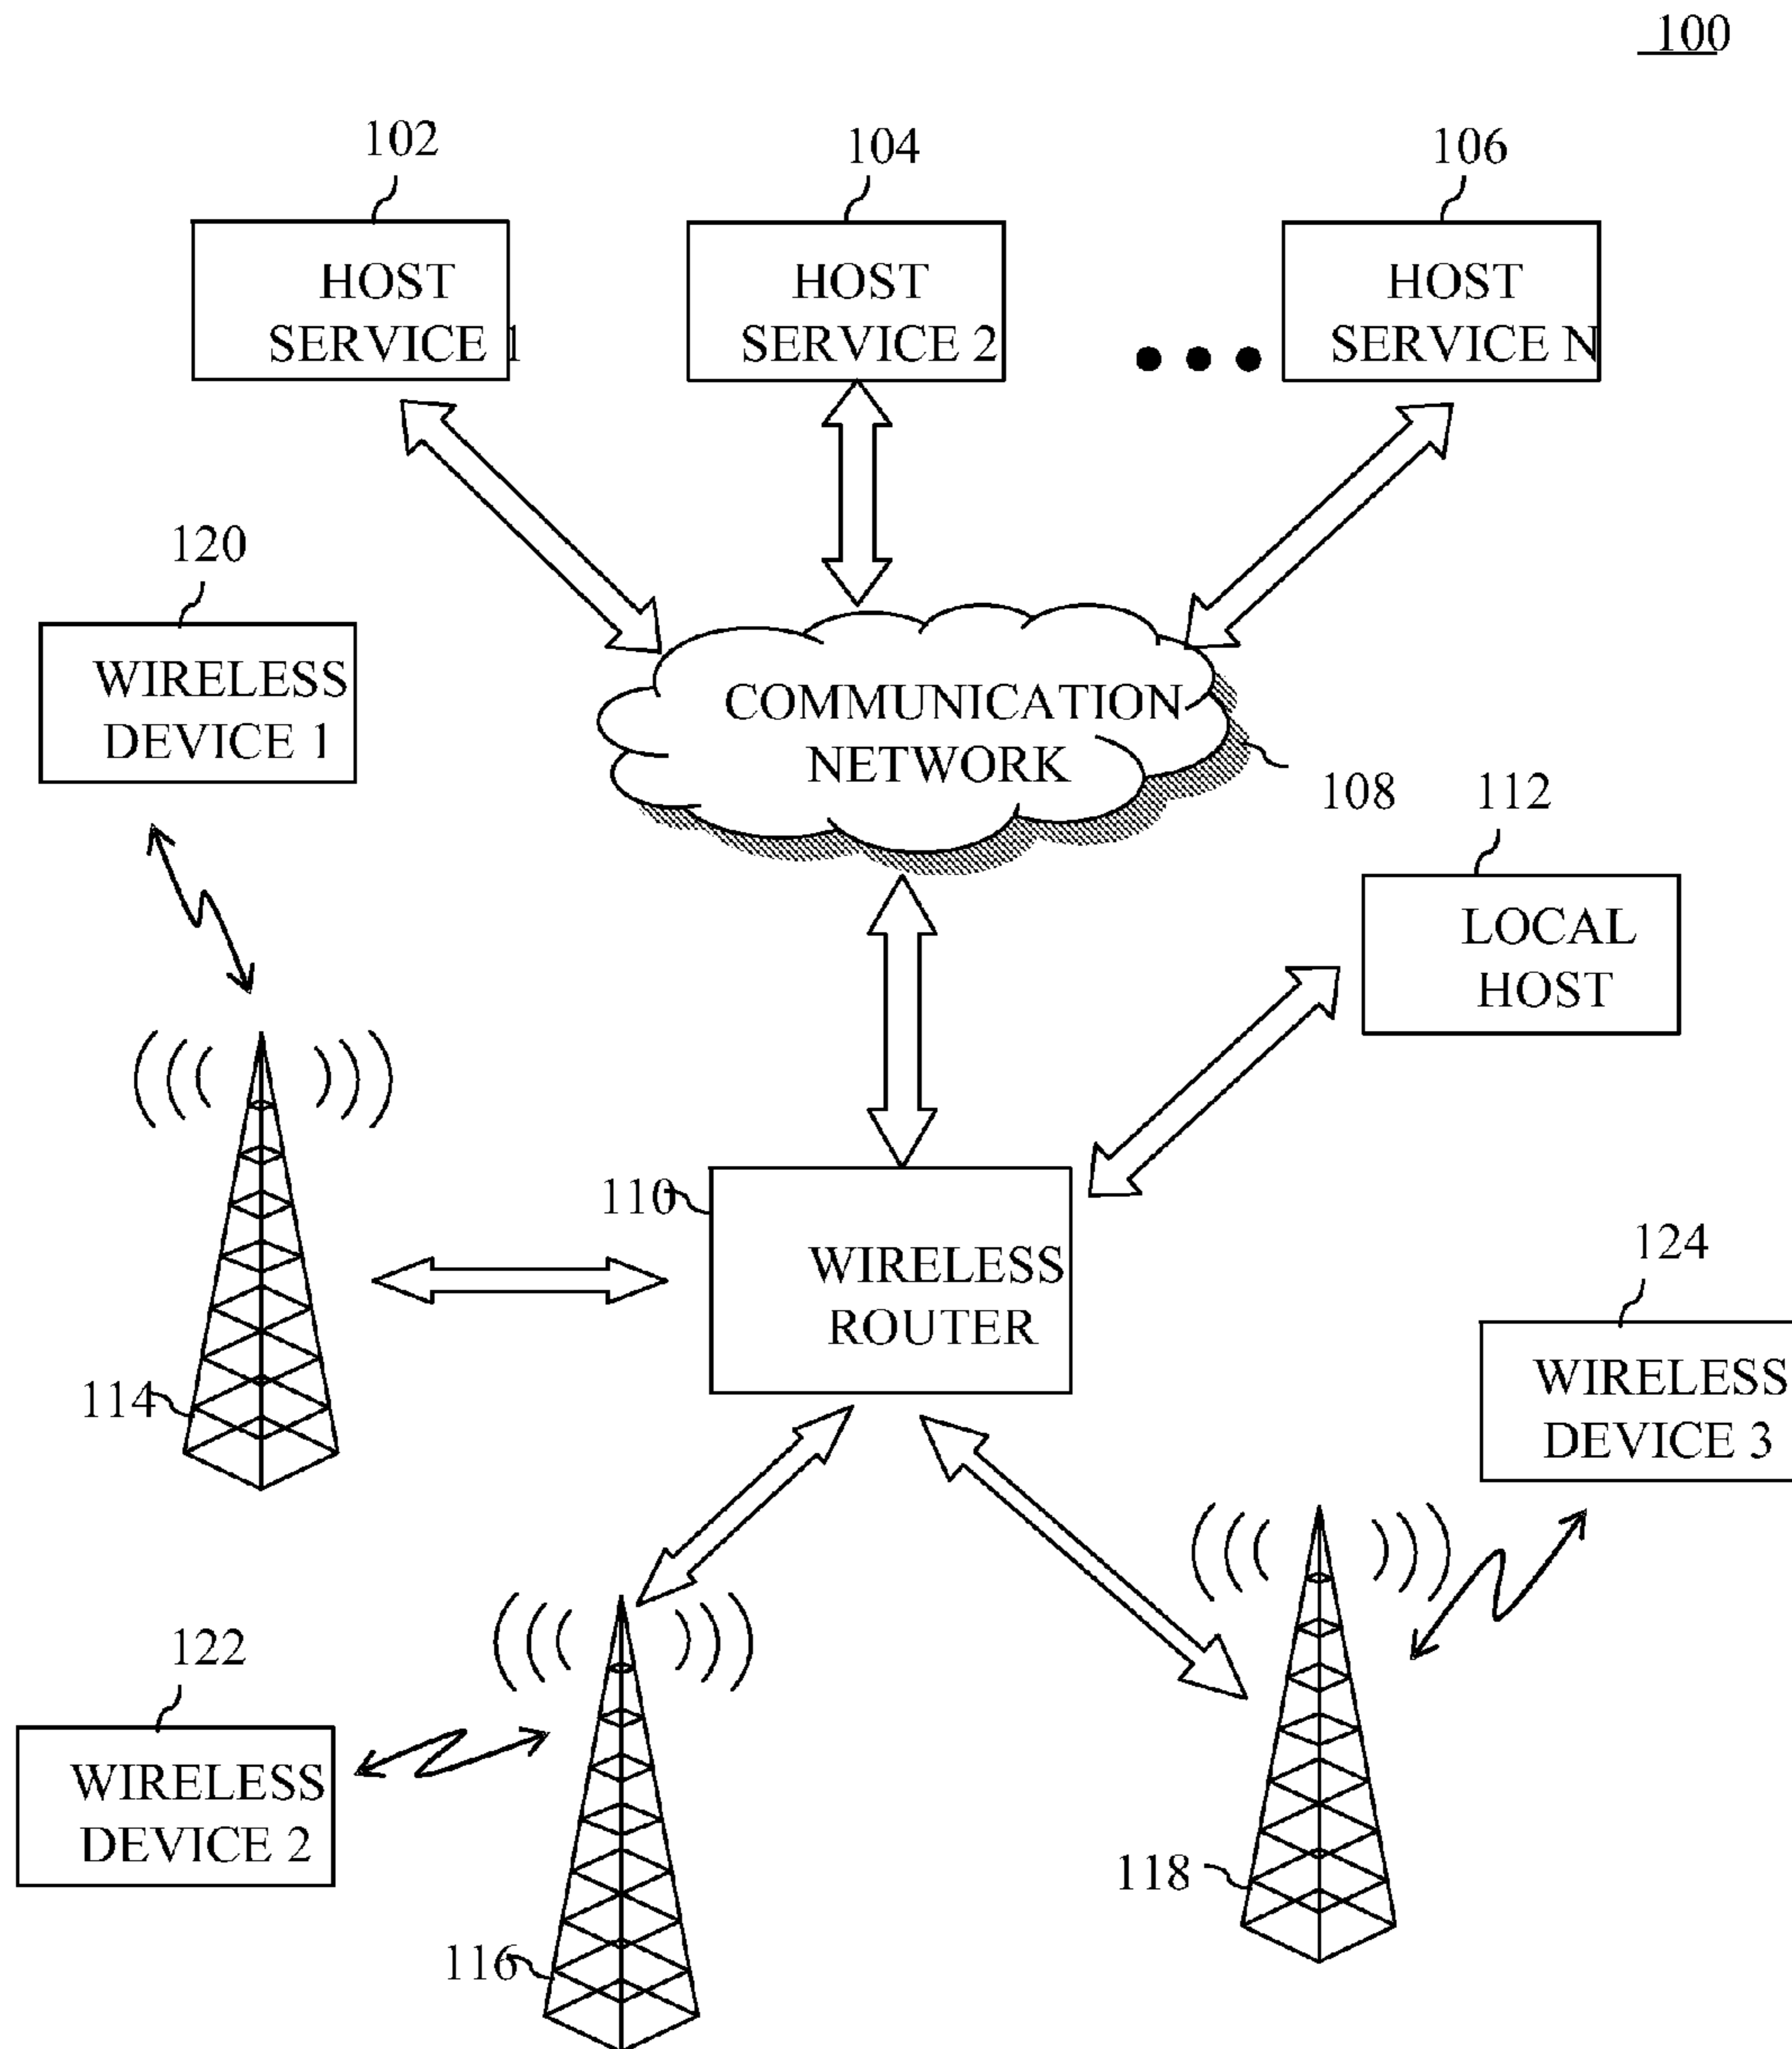 100
102
104
106
HOST
SERVICE 1
HOST
SERVICE 2
HOST
SERVICE N
120
WIRELESS
DEVICE 1
COMMUNICATION
NETWORK
108
112
LOCAL
HOST
110
WIRELESS
ROUTER
124
WIRELESS
DEVICE 3
114
122
WIRELESS
DEVICE 2
118
116